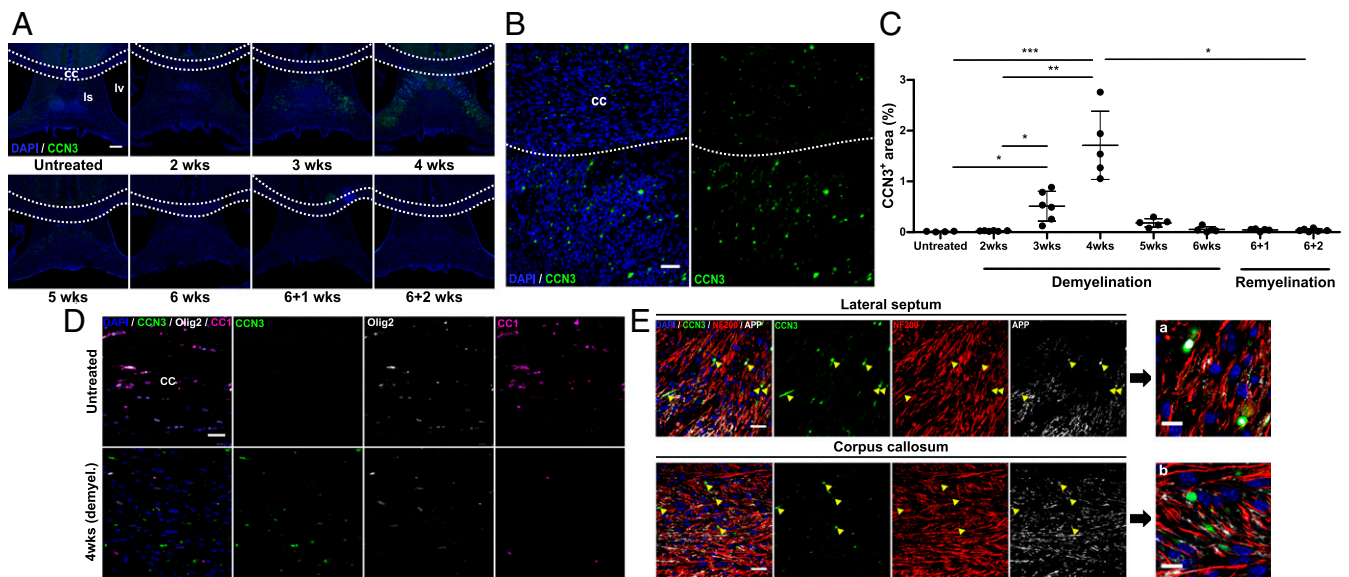 A
cc
ls
lv
DAPI / CCN3
Untreated
2 wks
3 wks
4 wks
5 wks
6 wks
6+1 wks
6+2 wks
B
cc
DAPI / CCN3
CCN3
C
***
*
**
*
*
CCN3+ area (%)
3
2
1
0
Untreated
2wks
3wks
4wks
5wks
6wks
6+1
6+2
Demyelination
Remyelination
D
DAPI / CCN3 / Olig2 / CC1
CCN3
Olig2
CC1
Untreated
cc
4wks (demyel.)
E
Lateral septum
DAPI / CCN3 / NF200 / APP
CCN3
NF200
APP
a
Corpus callosum
b